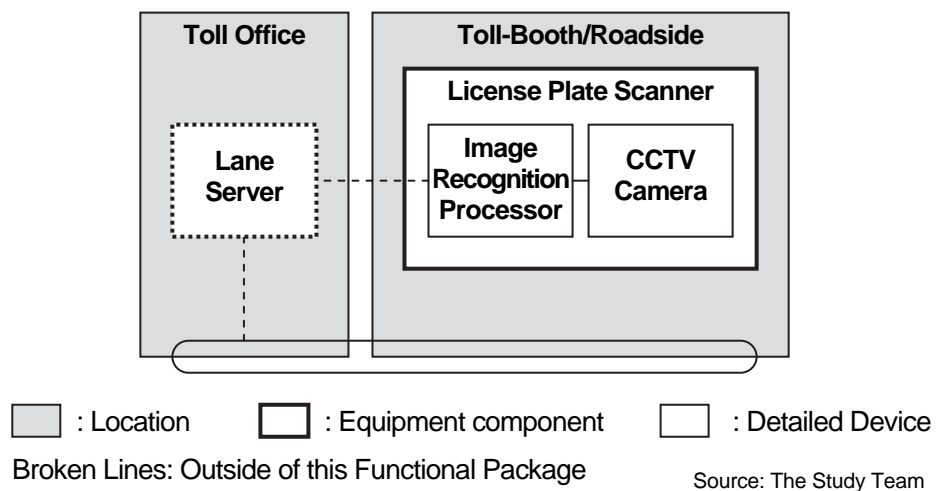 Toll Office
Toll-Booth/Roadside
License Plate Scanner
Lane
Server
Image
Recognition
Processor
CCTV
Camera
: Location
: Equipment component
: Detailed Device
Broken Lines: Outside of this Functional Package
Source: The Study Team